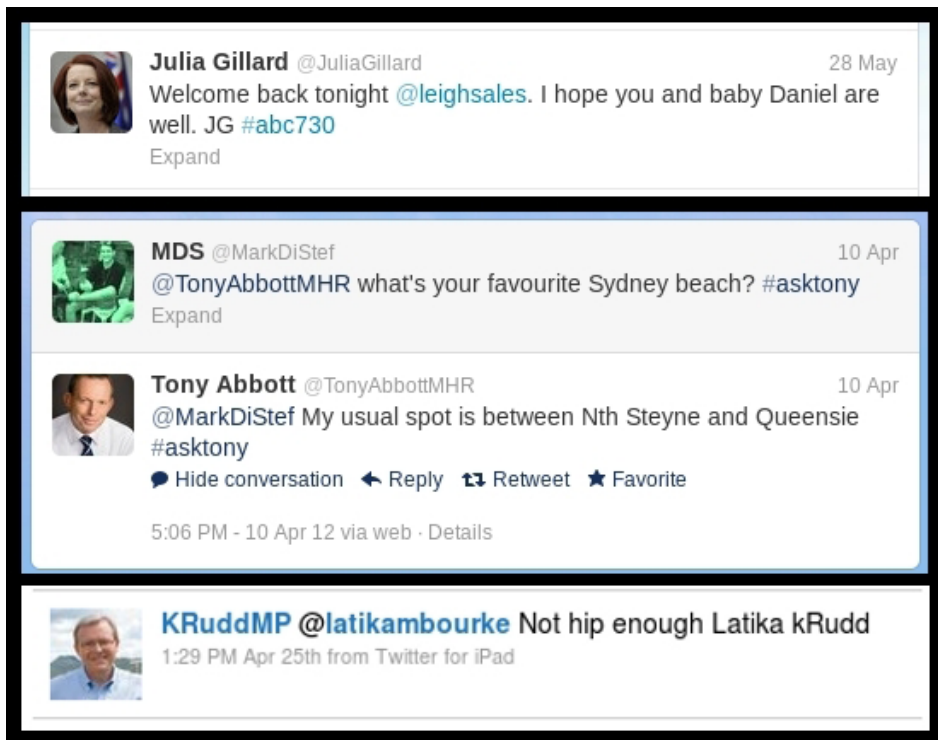 Julia Gillard @JuliaGillard 28 May
Welcome back tonight @leighsales. I hope you and baby Daniel are
well. JG #abc730
Expand
MDS @MarkDiStef 10 Apr
@TonyAbbottMHR what's your favourite Sydney beach? #asktony
Expand
Tony Abbott @TonyAbbottMHR 10 Apr
@MarkDiStef My usual spot is between Nth Steyne and Queensie
#asktony
Hide conversation Reply Retweet Favorite
5:06 PM - 10 Apr 12 via web · Details
KRuddMP @latikambourke Not hip enough Latika kRudd
1:29 PM Apr 25th from Twitter for iPad